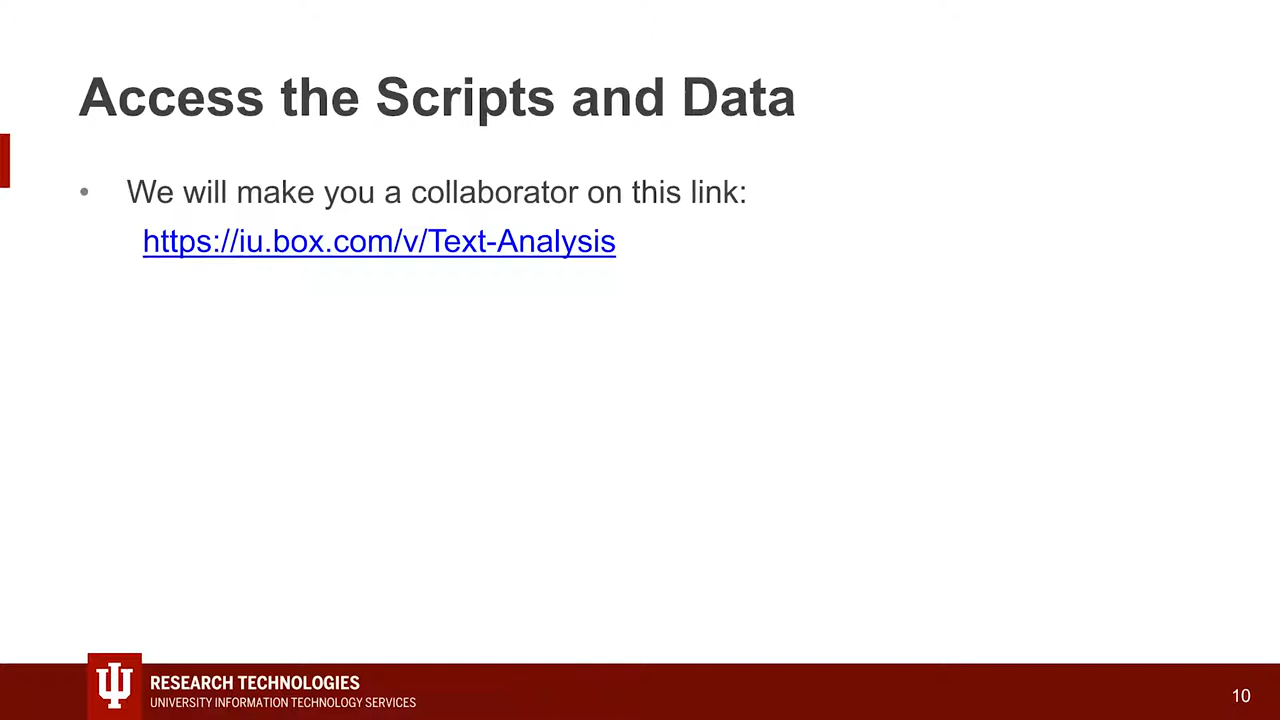 Access the Scripts and Data
• We will make you a collaborator on this link:
https://iu.box.com/v/Text-Analysis
RESEARCH TECHNOLOGIES
UNIVERSITY INFORMATION TECHNOLOGY SERVICES
10